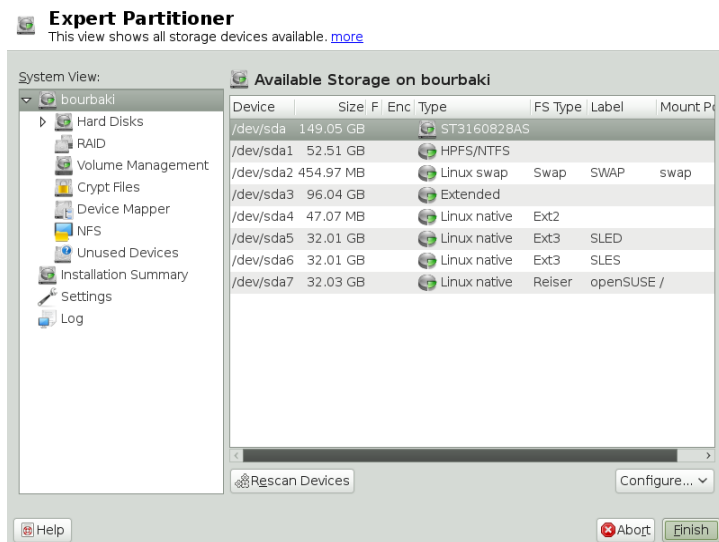 Expert Partitioner
This view shows all storage devices available. more
System View:
bourbaki
Hard Disks
RAID
Volume Management
Crypt Files
Device Mapper
NFS
Unused Devices
Installation Summary
Settings
Log
Available Storage on bourbaki
Device Size F Enc Type FS Type Label Mount Po
/dev/sda 149.05 GB ST3160828AS
/dev/sda1 52.51 GB HPFS/NTFS
/dev/sda2 454.97 MB Linux swap Swap SWAP swap
/dev/sda3 96.04 GB Extended
/dev/sda4 47.07 MB Linux native Ext2
/dev/sda5 32.01 GB Linux native Ext3 SLED
/dev/sda6 32.01 GB Linux native Ext3 SLES
/dev/sda7 32.03 GB Linux native Reiser openSUSE /
Rescan Devices
Configure...
Help
Abort
Finish